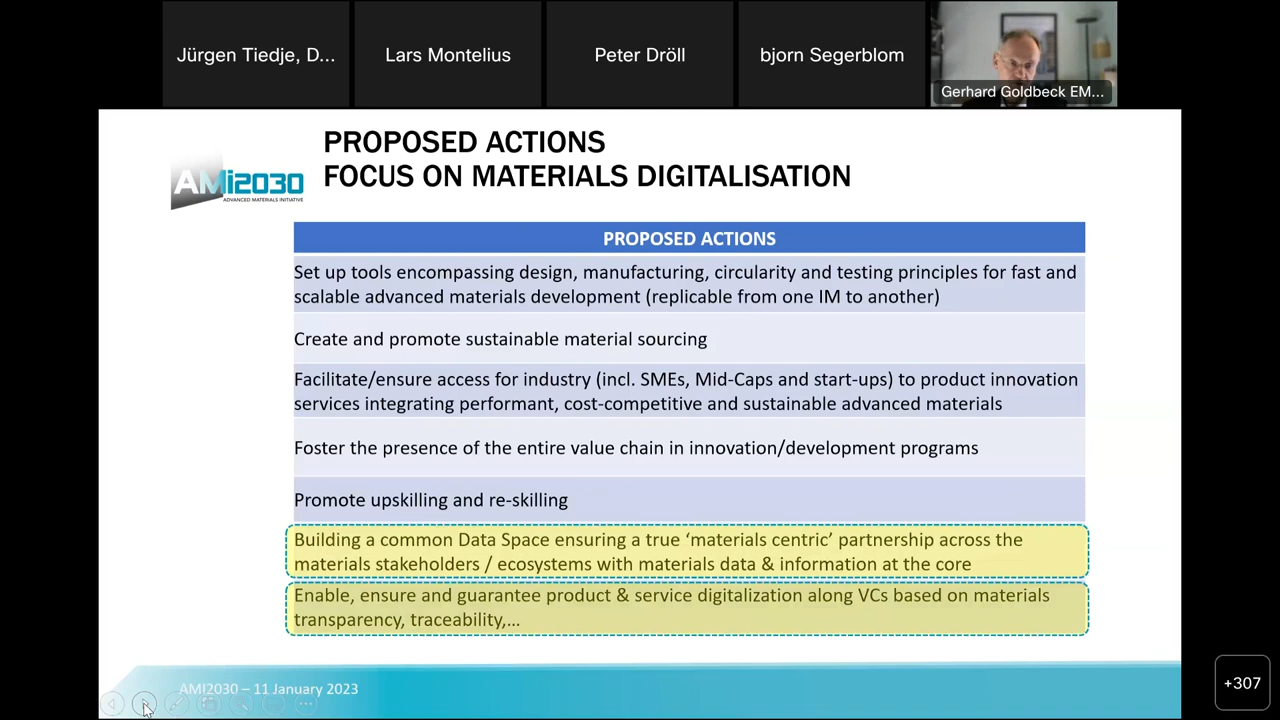 Jürgen Tiedje, D...
Lars Montelius
Peter Dröll
bjorn Segerblom
Gerhard Goldbeck EM...
PROPOSED ACTIONS
FOCUS ON MATERIALS DIGITALISATION
AMi2030
ADVANCED MATERIALS INITIATIVE
PROPOSED ACTIONS
Set up tools encompassing design, manufacturing, circularity and testing principles for fast and
scalable advanced materials development (replicable from one IM to another)
Create and promote sustainable material sourcing
Facilitate/ensure access for industry (incl. SMEs, Mid-Caps and start-ups) to product innovation
services integrating performant, cost-competitive and sustainable advanced materials
Foster the presence of the entire value chain in innovation/development programs
Promote upskilling and re-skilling
Building a common Data Space ensuring a true ‘materials centric’ partnership across the
materials stakeholders / ecosystems with materials data & information at the core
Enable, ensure and guarantee product & service digitalization along VCs based on materials
transparency, traceability,...
AMI2030 – 11 January 2023
+307